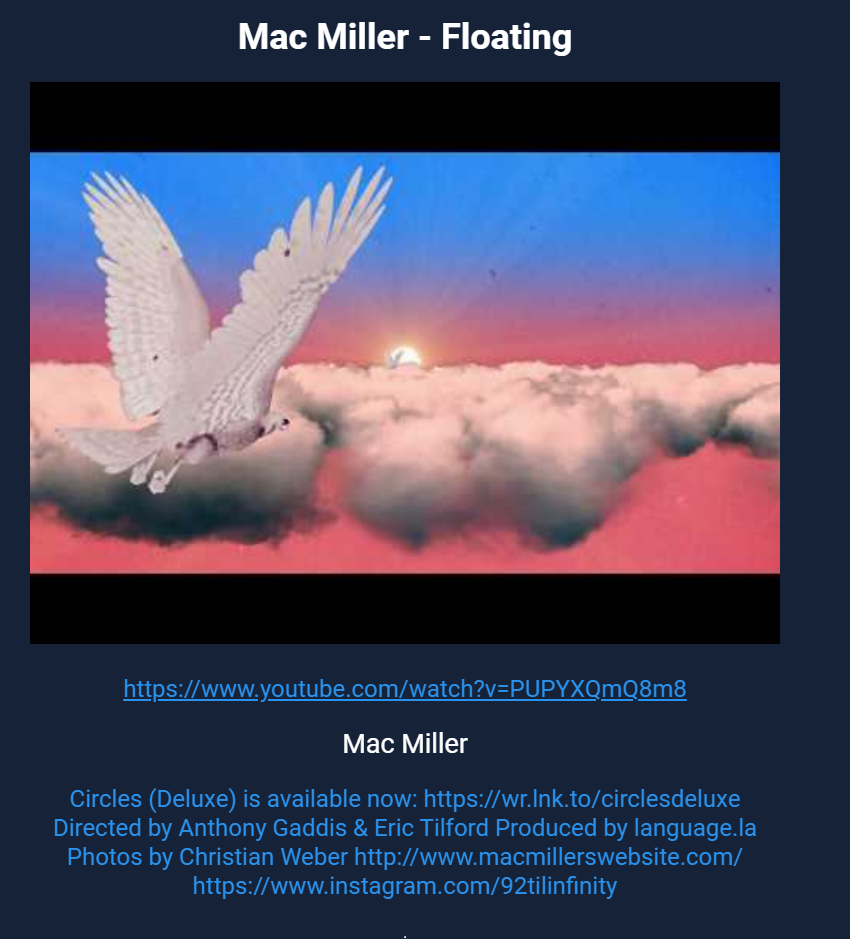 Mac Miller - Floating
https://www.youtube.com/watch?v=PUPYXQmQ8m8
Mac Miller
Circles (Deluxe) is available now: https://wr.lnk.to/circlesdeluxe
Directed by Anthony Gaddis & Eric Tilford Produced by language.la
Photos by Christian Weber http://www.macmillerswebsite.com/
https://www.instagram.com/92tilinfinity